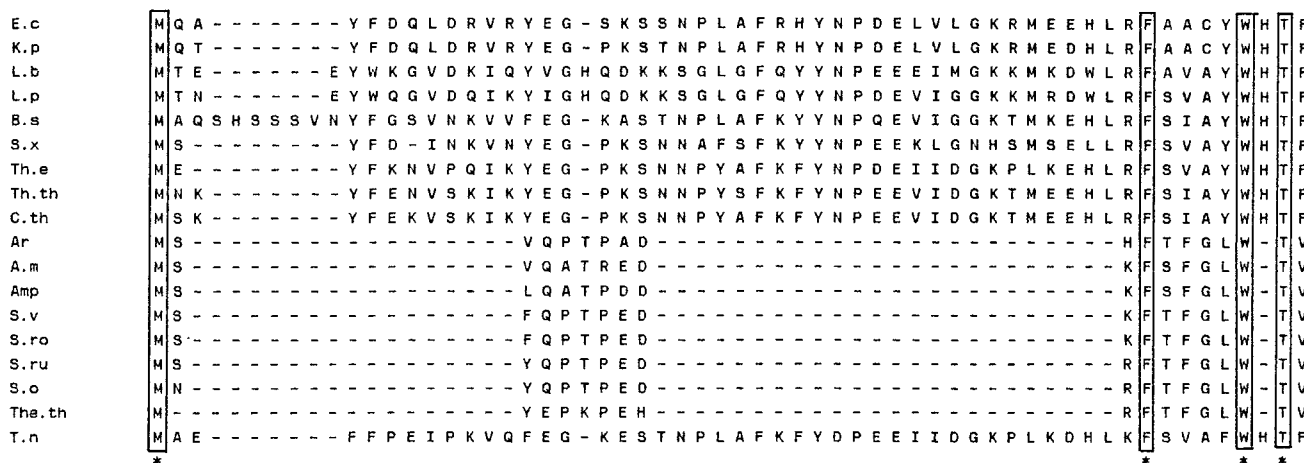 E.c M Q A - - - - - - - Y F D Q L D R V R Y E G - S K S S N P L A F R H Y N P D E L V L G K R M E E H L R F A A C Y W H T F
K.p M Q T - - - - - - - Y F D Q L D R V R Y E G - P K S T N P L A F R H Y N P D E L V L G K R M E D H L R F A A C Y W H T F
L.b M T E - - - - - - E Y W K G V D K I Q Y V G H Q D K K S G L G F Q Y Y N P E E E I M G K K M K D W L R F A V A Y W H T F
L.p M T N - - - - - - E Y W Q G V D Q I K Y I G H Q D K K S G L G F Q Y Y N P D E V I G G K K M R D W L R F S V A Y W H T F
B.s M A Q S H S S S V N Y F G S V N K V V F E G - K A S T N P L A F K Y Y N P Q E V I G G K T M K E H L R F S I A Y W H T F
S.x M S - - - - - - - - Y F D - I N K V N Y E G - P K S N N A F S F K Y Y N P E E K L G N H S M S E L L R F S V A Y W H T F
Th.e M E - - - - - - - - Y F K N V P Q I K Y E G - P K S N N P Y A F K F Y N P D E I I D G K P L K E H L R F S V A Y W H T F
Th.th M N K - - - - - - - Y F E N V S K I K Y E G - P K S N N P Y S F K F Y N P E E V I D G K T M E E H L R F S I A Y W H T F
C.th M S K - - - - - - - Y F E K V S K I K Y E G - P K S N N P Y A F K F Y N P E E V I D G K T M E E H L R F S I A Y W H T F
Ar M S - - - - - - - - - - - - - - - - - V Q P T P A D - - - - - - - - - - - - - - - - - - - - - - - - H F T F G L W - T V
A.m M S - - - - - - - - - - - - - - - - - V Q A T R E D - - - - - - - - - - - - - - - - - - - - - - - - K F S F G L W - T V
Amp M S - - - - - - - - - - - - - - - - - L Q A T P D D - - - - - - - - - - - - - - - - - - - - - - - - K F S F G L W - T V
S.v M S - - - - - - - - - - - - - - - - - F Q P T P E D - - - - - - - - - - - - - - - - - - - - - - - - K F T F G L W - T V
S.ro M S - - - - - - - - - - - - - - - - - F Q P T P E D - - - - - - - - - - - - - - - - - - - - - - - - K F T F G L W - T V
S.ru M S - - - - - - - - - - - - - - - - - Y Q P T P E D - - - - - - - - - - - - - - - - - - - - - - - - R F T F G L W - T V
S.o M N - - - - - - - - - - - - - - - - - Y Q P T P E D - - - - - - - - - - - - - - - - - - - - - - - - R F T F G L W - T V
The.th M - - - - - - - - - - - - - - - - - - Y E P K P E H - - - - - - - - - - - - - - - - - - - - - - - - R F T F G L W - T V
T.n M A E - - - - - - - F F P E I P K V Q F E G - K E S T N P L A F K F Y D P E E I I D G K P L K D H L K F S V A F W H T F
* * * *